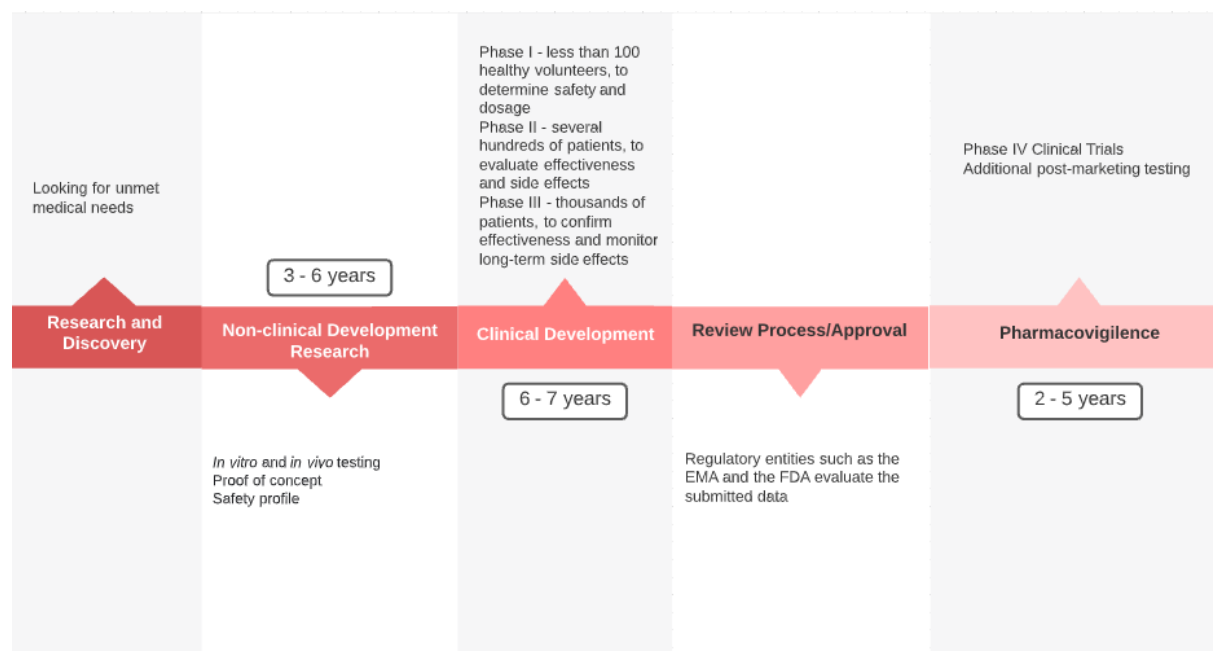 Looking for unmet
medical needs
Research and
Discovery
3 - 6 years
Non-clinical Development
Research
In vitro and in vivo testing
Proof of concept
Safety profile
Phase I - less than 100
healthy volunteers, to
determine safety and
dosage
Phase II - several
hundreds of patients, to
evaluate effectiveness
and side effects
Phase III - thousands of
patients, to confirm
effectiveness and monitor
long-term side effects
Clinical Development
6 - 7 years
Review Process/Approval
Regulatory entities such as the
EMA and the FDA evaluate the
submitted data
Phase IV Clinical Trials
Additional post-marketing testing
Pharmacovigilence
2 - 5 years